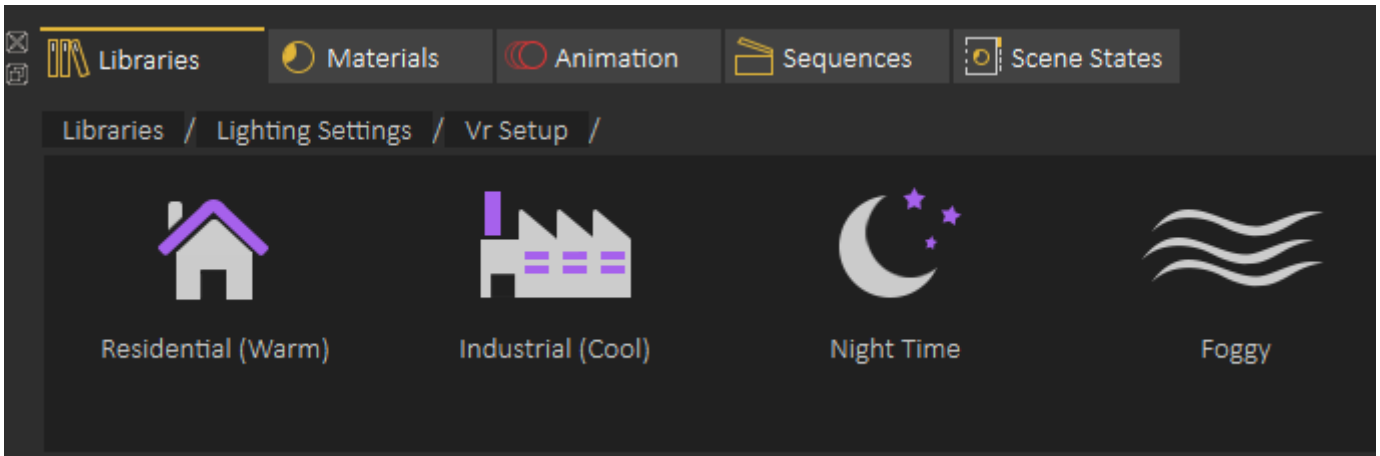 Libraries Materials Animation Sequences Scene States
Libraries / Lighting Settings / Vr Setup /
Residential (Warm) Industrial (Cool) Night Time Foggy